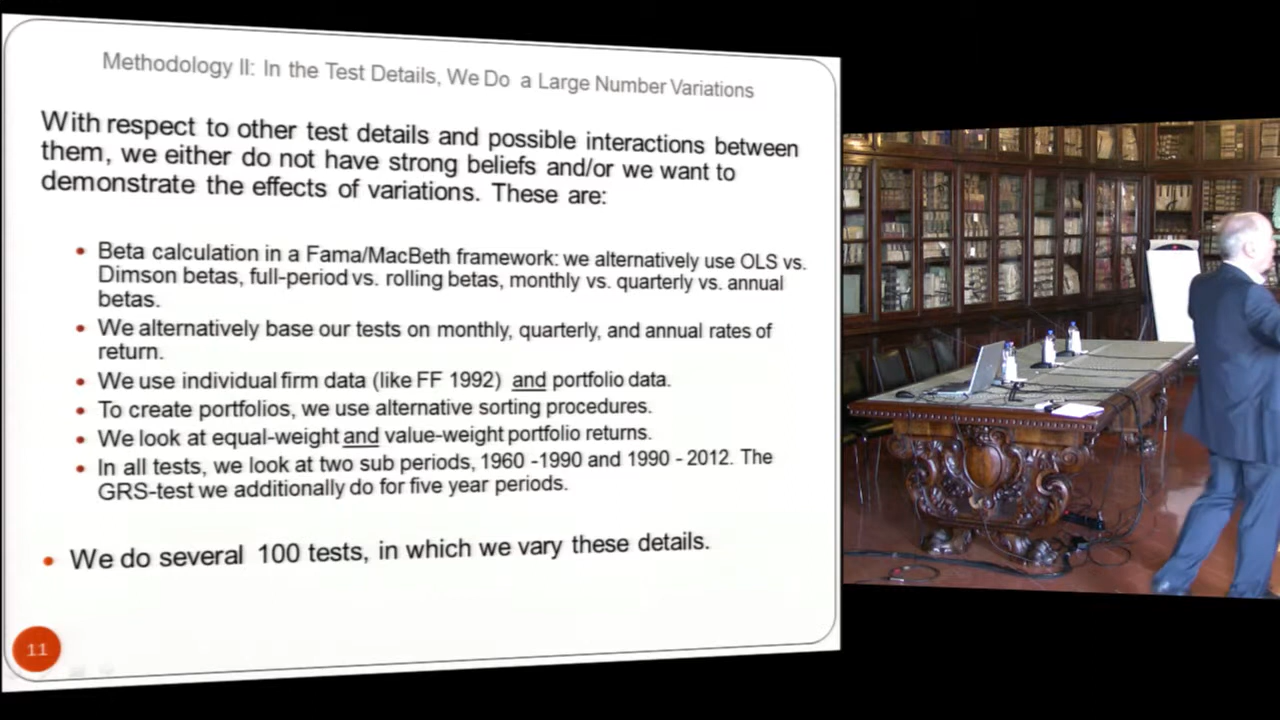 Methodology II: In the Test Details, We Do a Large Number Variations
With respect to other test details and possible interactions between
them, we either do not have strong beliefs and/or we want to
demonstrate the effects of variations. These are:
• Beta calculation in a Fama/MacBeth framework: we alternatively use OLS vs.
Dimson betas, full-period vs. rolling betas, monthly vs. quarterly vs. annual
betas.
• We alternatively base our tests on monthly, quarterly, and annual rates of
return.
• We use individual firm data (like FF 1992) and portfolio data.
• To create portfolios, we use alternative sorting procedures.
• We look at equal-weight and value-weight portfolio returns.
• In all tests, we look at two sub periods, 1960 -1990 and 1990 - 2012. The
GRS-test we additionally do for five year periods.
• We do several 100 tests, in which we vary these details.
11